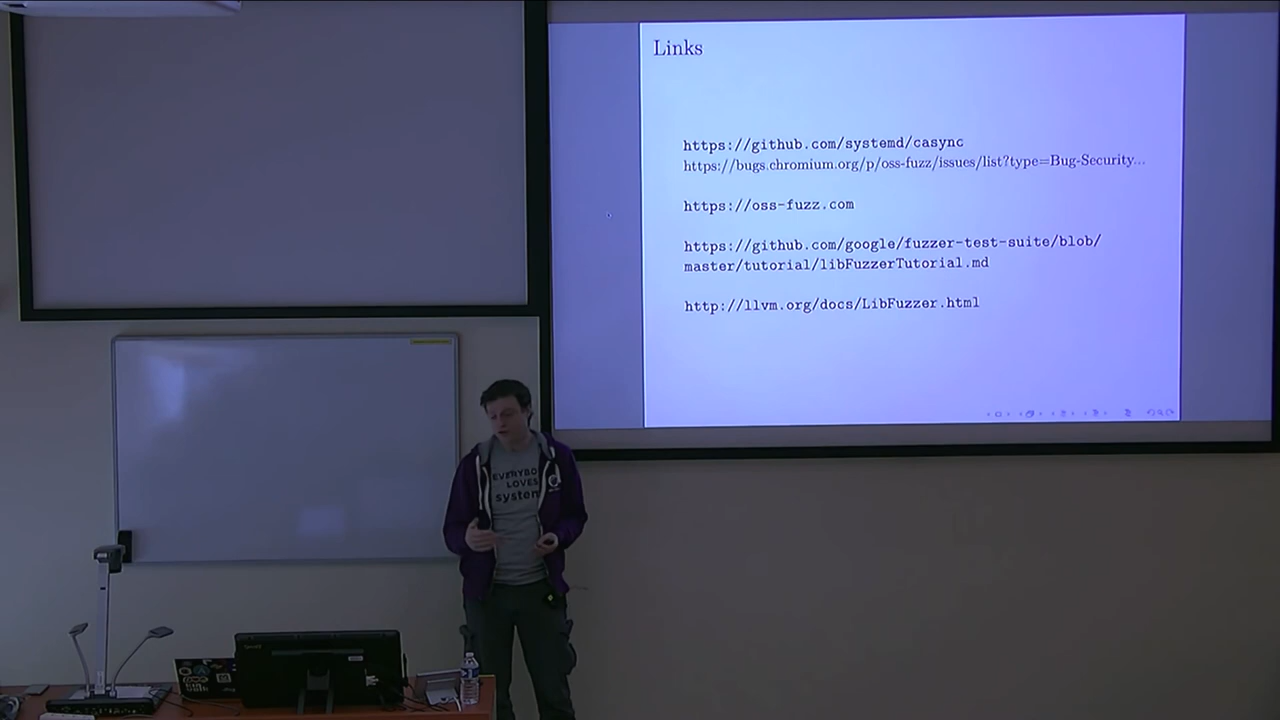 Links
https://github.com/systemd/casync
https://bugs.chromium.org/p/oss-fuzz/issues/list?type=Bug-Security...
https://oss-fuzz.com
https://github.com/google/fuzzer-test-suite/blob/
master/tutorial/libFuzzerTutorial.md
http://llvm.org/docs/LibFuzzer.html
EVERYBO
LOVES
system